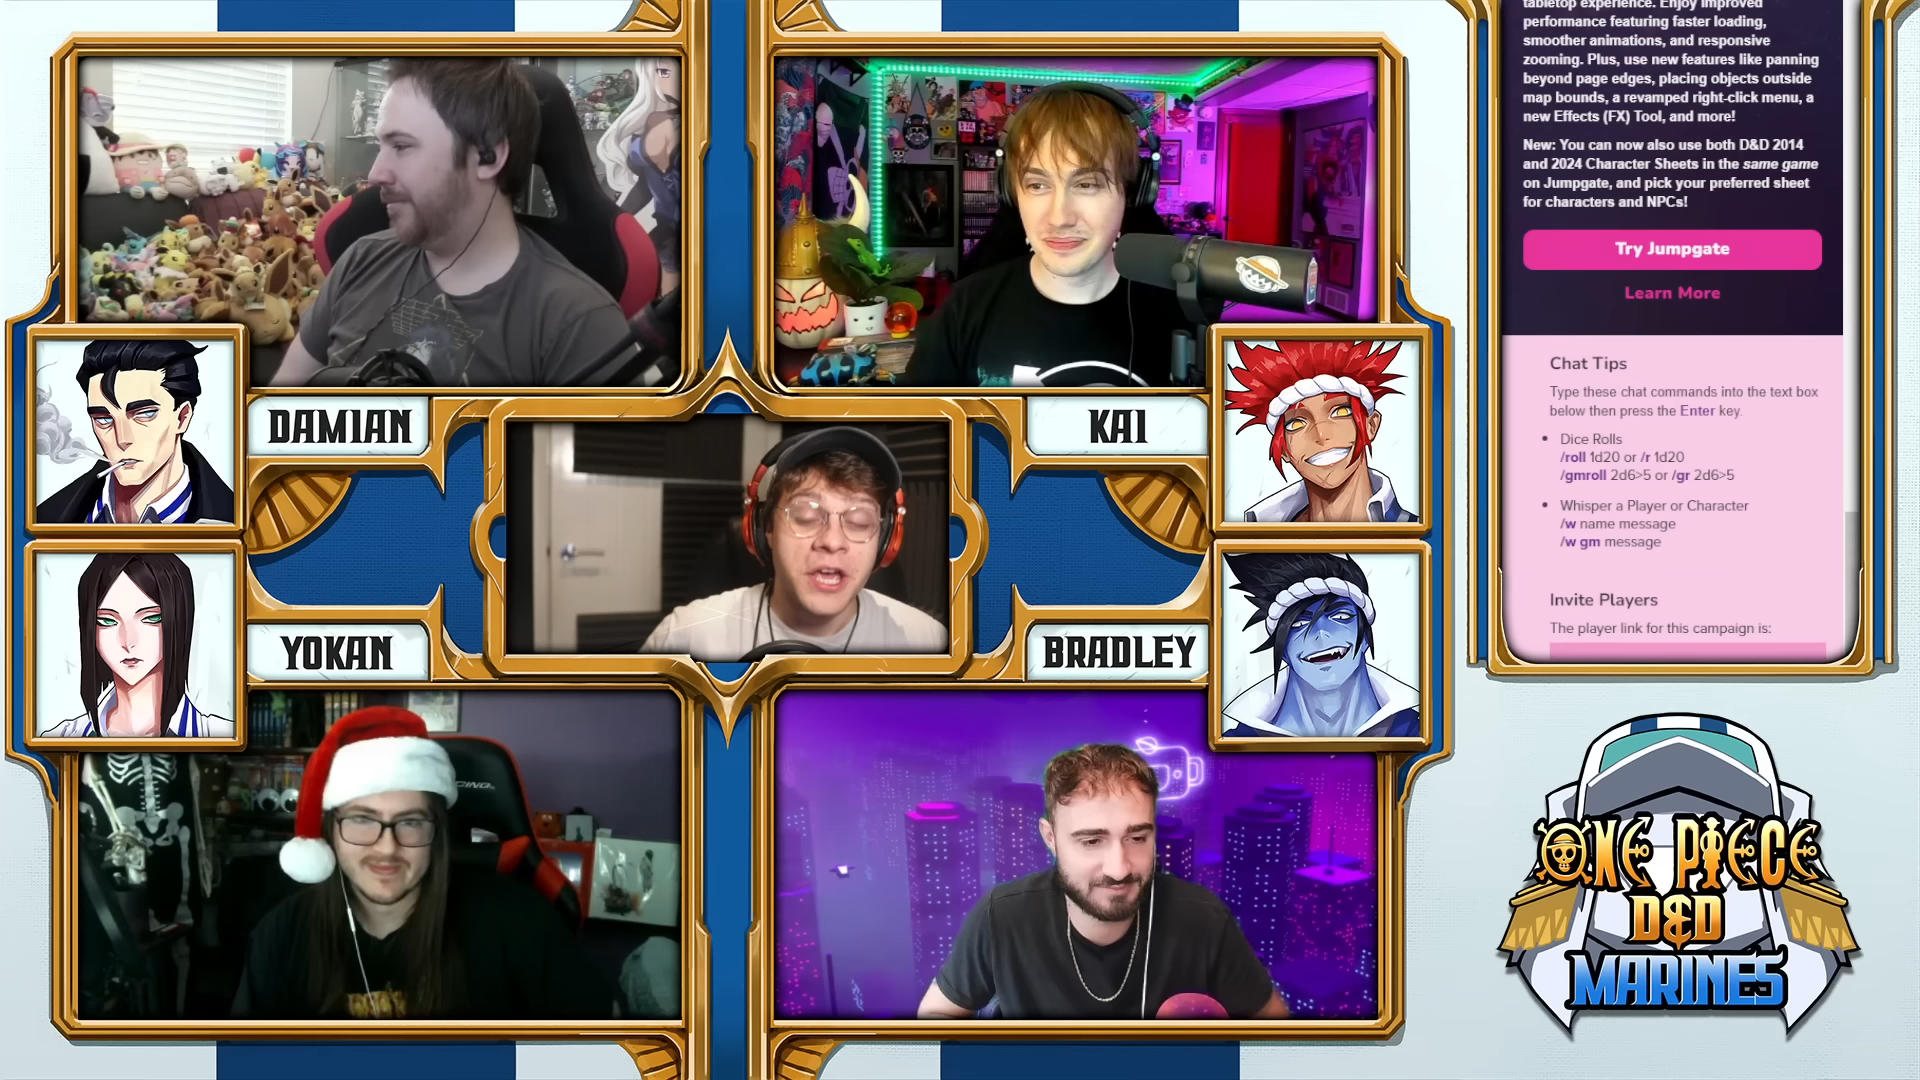 tabletop experience. Enjoy improved
performance featuring faster loading,
smoother animations, and responsive
zooming. Plus, use new features like panning
beyond page edges, placing objects outside
map bounds, a revamped right-click menu, a
new Effects (FX) Tool, and more!
New: You can now also use both D&D 2014
and 2024 Character Sheets in the same game
on Jumpgate, and pick your preferred sheet
for characters and NPCs!
Try Jumpgate
Learn More
Chat Tips
Type these chat commands into the text box
below then press the Enter key.
• Dice Rolls
/roll 1d20 or /r 1d20
/gmroll 2d6>5 or /gr 2d6>5
• Whisper a Player or Character
/w name message
/w gm message
Invite Players
The player link for this campaign is:
DAMIAN
KAI
YOKAN
BRADLEY
ONE PIECE
D&D
MARINES